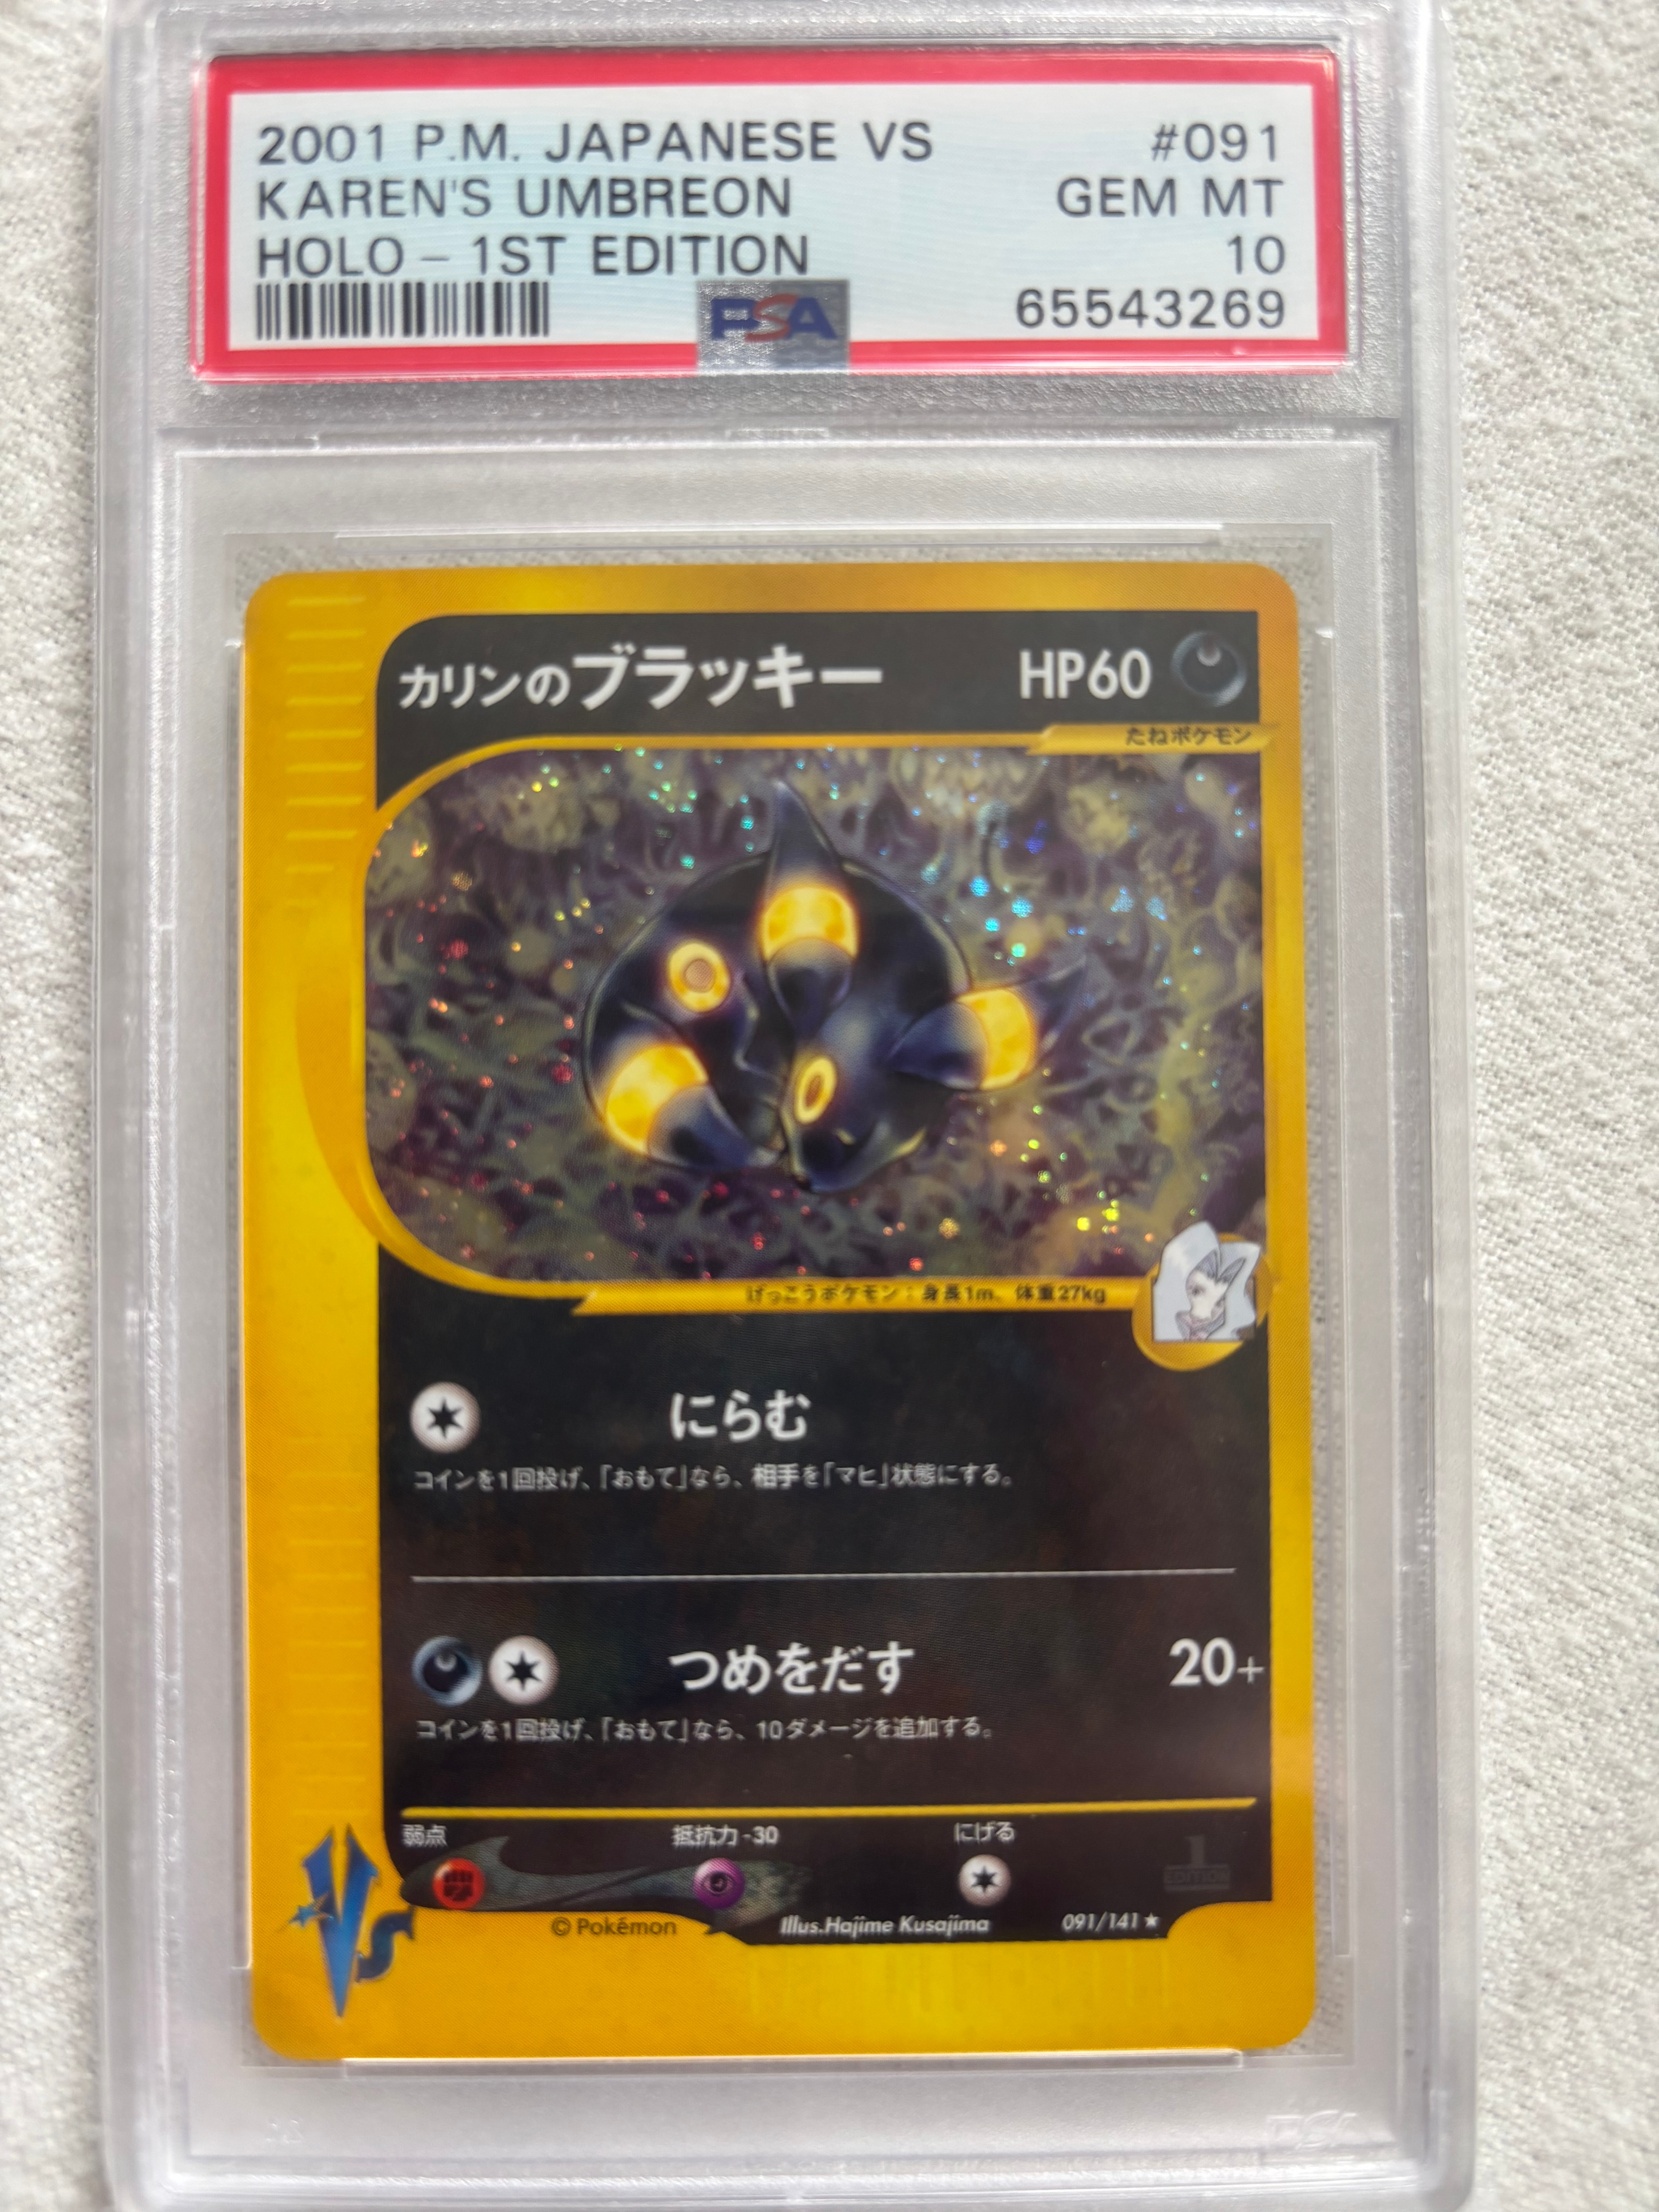 2001 P.M. JAPANESE VS #091
KAREN'S UMBREON GEM MT
HOLO – 1ST EDITION 10
PSA 65543269
カリンのブラッキー HP60
たねポケモン
げっこうポケモン：身長1m、体重27kg
にらむ
コインを1回投げ、「おもて」なら、相手を「マヒ」状態にする。
つめをだす 20+
コインを1回投げ、「おもて」なら、10ダメージを追加する。
弱点 抵抗力-30 にげる
1 EDITION
VS
© Pokémon Illus.Hajime Kusajima 091/141 ★